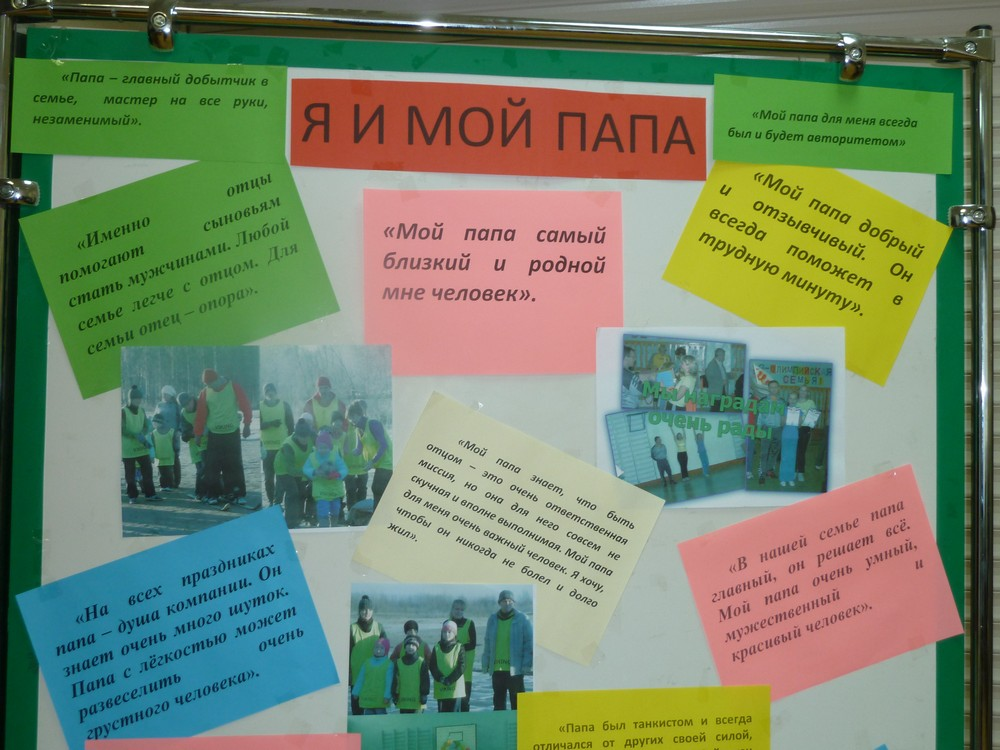 «Папа – главный добытчик в
семье, мастер на все руки,
незаменимый».
Я И МОЙ ПАПА
«Мой папа для меня всегда
был и будет авторитетом»
«Именно отцы
помогают сыновьям
стать мужчинами. Любой
семье легче с отцом. Для
семьи отец – опора».
«Мой папа самый
близкий и родной
мне человек».
«Мой папа добрый
и отзывчивый. Он
всегда поможет в
трудную минуту».
ОЛИМПИЙСКАЯ
СЕМЬЯ
Мы наградам
очень рады
«Мой папа знает, что быть
отцом – это очень ответственная
миссия, но она для него совсем не
скучная и вполне выполнимая. Мой папа
для меня очень важный человек. Я хочу,
чтобы он никогда не болел и долго
жил».
«В нашей семье папа
главный, он решает всё.
Мой папа очень умный,
мужественный и
красивый человек».
«На всех праздниках
папа – душа компании. Он
знает очень много шуток.
Папа с лёгкостью может
развеселить очень
грустного человека».
«Папа был танкистом и всегда
отличался от других своей силой,